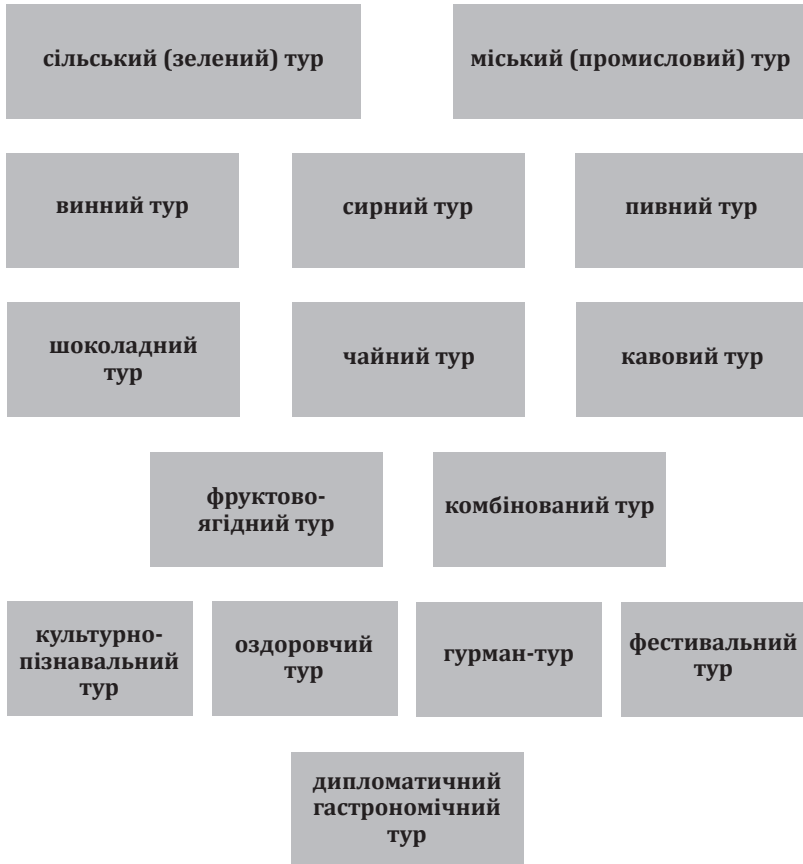 сільський (зелений) тур
міський (промисловий) тур
винний тур
сирний тур
пивний тур
шоколадний
тур
чайний тур
кавовий тур
фруктово-
ягідний тур
комбінований тур
культурно-
пізнавальний
тур
оздоровчий
тур
гурман-тур
фестивальний
тур
дипломатичний
гастрономічний
тур